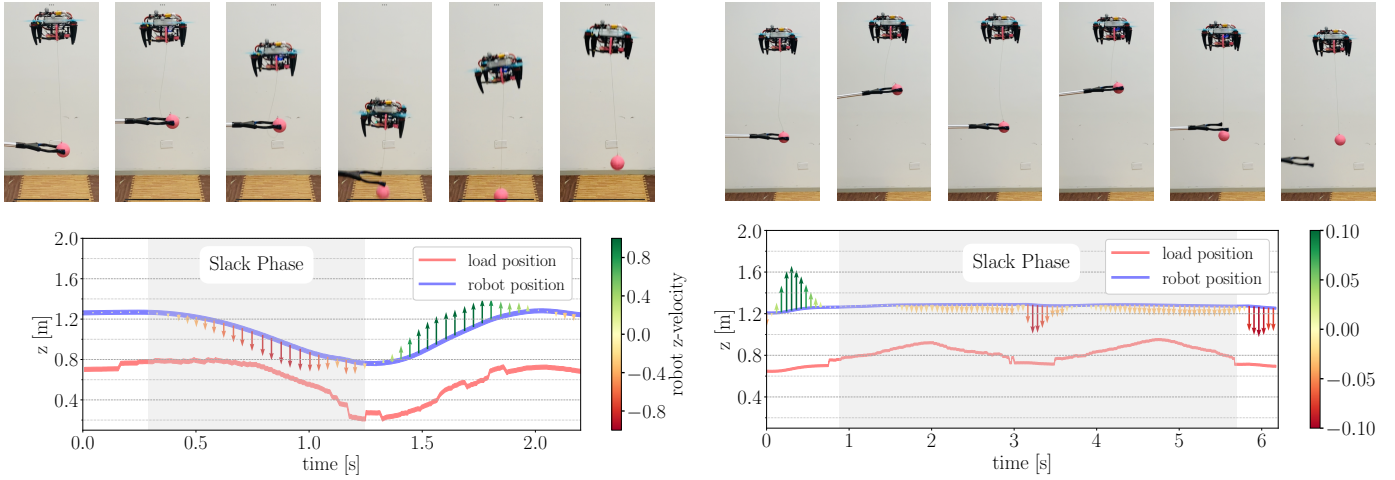 2.0
1.6
1.2
0.8
0.4
z [m]
Slack Phase
load position
robot position
0.0
0.5
1.0
1.5
2.0
time [s]
0.8
0.4
0.0
−0.4
−0.8
robot z-velocity
2.0
1.6
1.2
0.8
0.4
z [m]
Slack Phase
load position
robot position
0
1
2
3
4
5
6
time [s]
0.10
0.05
0.00
−0.05
−0.10